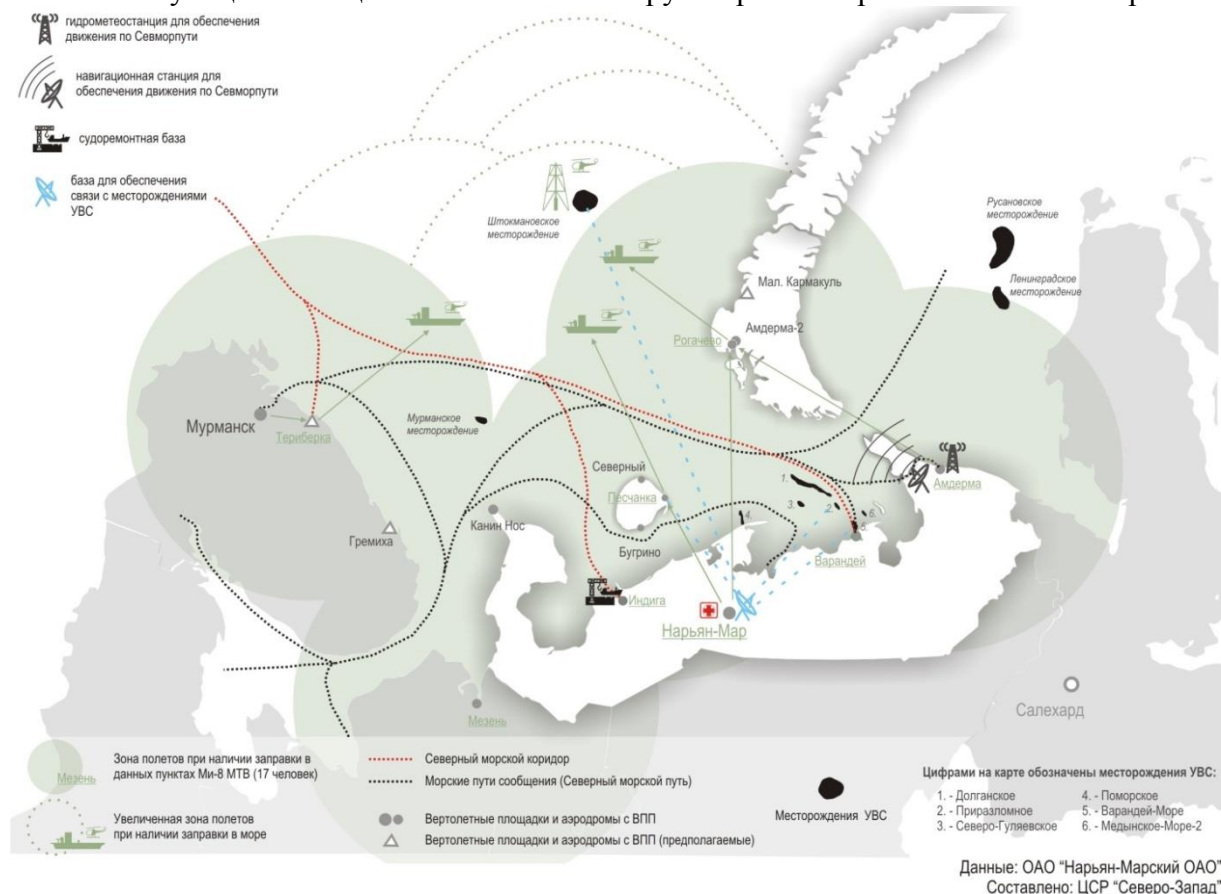 гидрометеостанция для обеспечения
движения по Севморпути
навигационная станция для
обеспечения движения по Севморпути
судоремонтная база
база для обеспечения
связи с месторождениями
УВС
Штокмановское
месторождение
Русановское
месторождение
Ленинградское
месторождение
Мал. Кармакуль
Амдерма-2
Рогачево
Мурманск
Териберка
Мурманское
месторождение
Северный
Песчанка
Амдерма
1.
2.
3.
4.
5.
6.
Канин Нос
Гремиха
Бугрино
Варандей
Индига
Нарьян-Мар
Мезень
Салехард
Мезень
Зона полетов при наличии заправки в
данных пунктах Ми-8 МТВ (17 человек)
Увеличенная зона полетов
при наличии заправки в море
Северный морской коридор
Морские пути сообщения (Северный морской путь)
Вертолетные площадки и аэродромы с ВПП
Вертолетные площадки и аэродромы с ВПП (предполагаемые)
Месторождения УВС
Цифрами на карте обозначены месторождения УВС:
1. - Долганское
2. - Приразломное
3. - Северо-Гуляевское
4. - Поморское
5. - Варандей-Море
6. - Медынское-Море-2
Данные: ОАО "Нарьян-Марский ОАО"
Составлено: ЦСР "Северо-Запад"